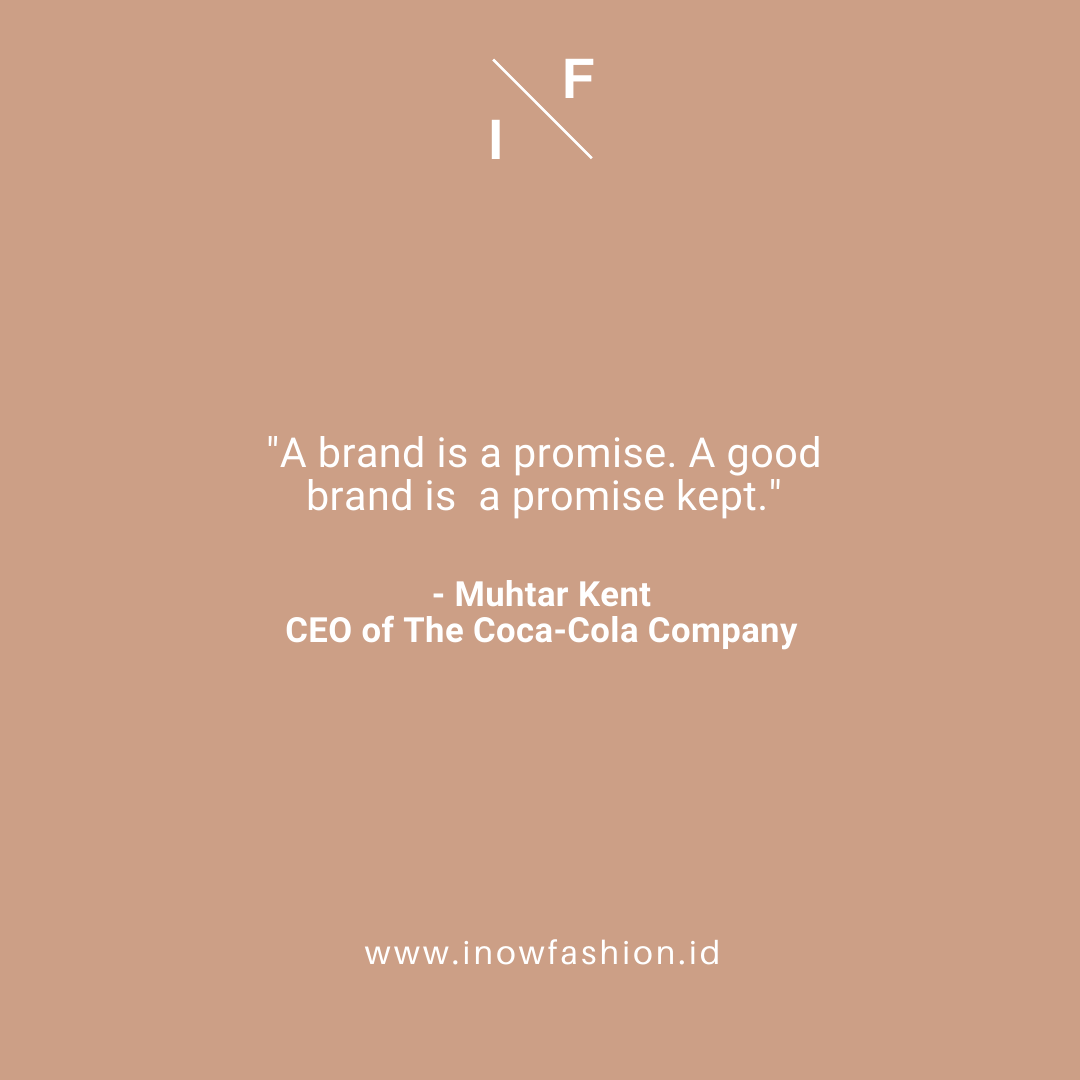 F
I
"A brand is a promise. A good
brand is  a promise kept."
- Muhtar Kent
CEO of The Coca-Cola Company
www.inowfashion.id